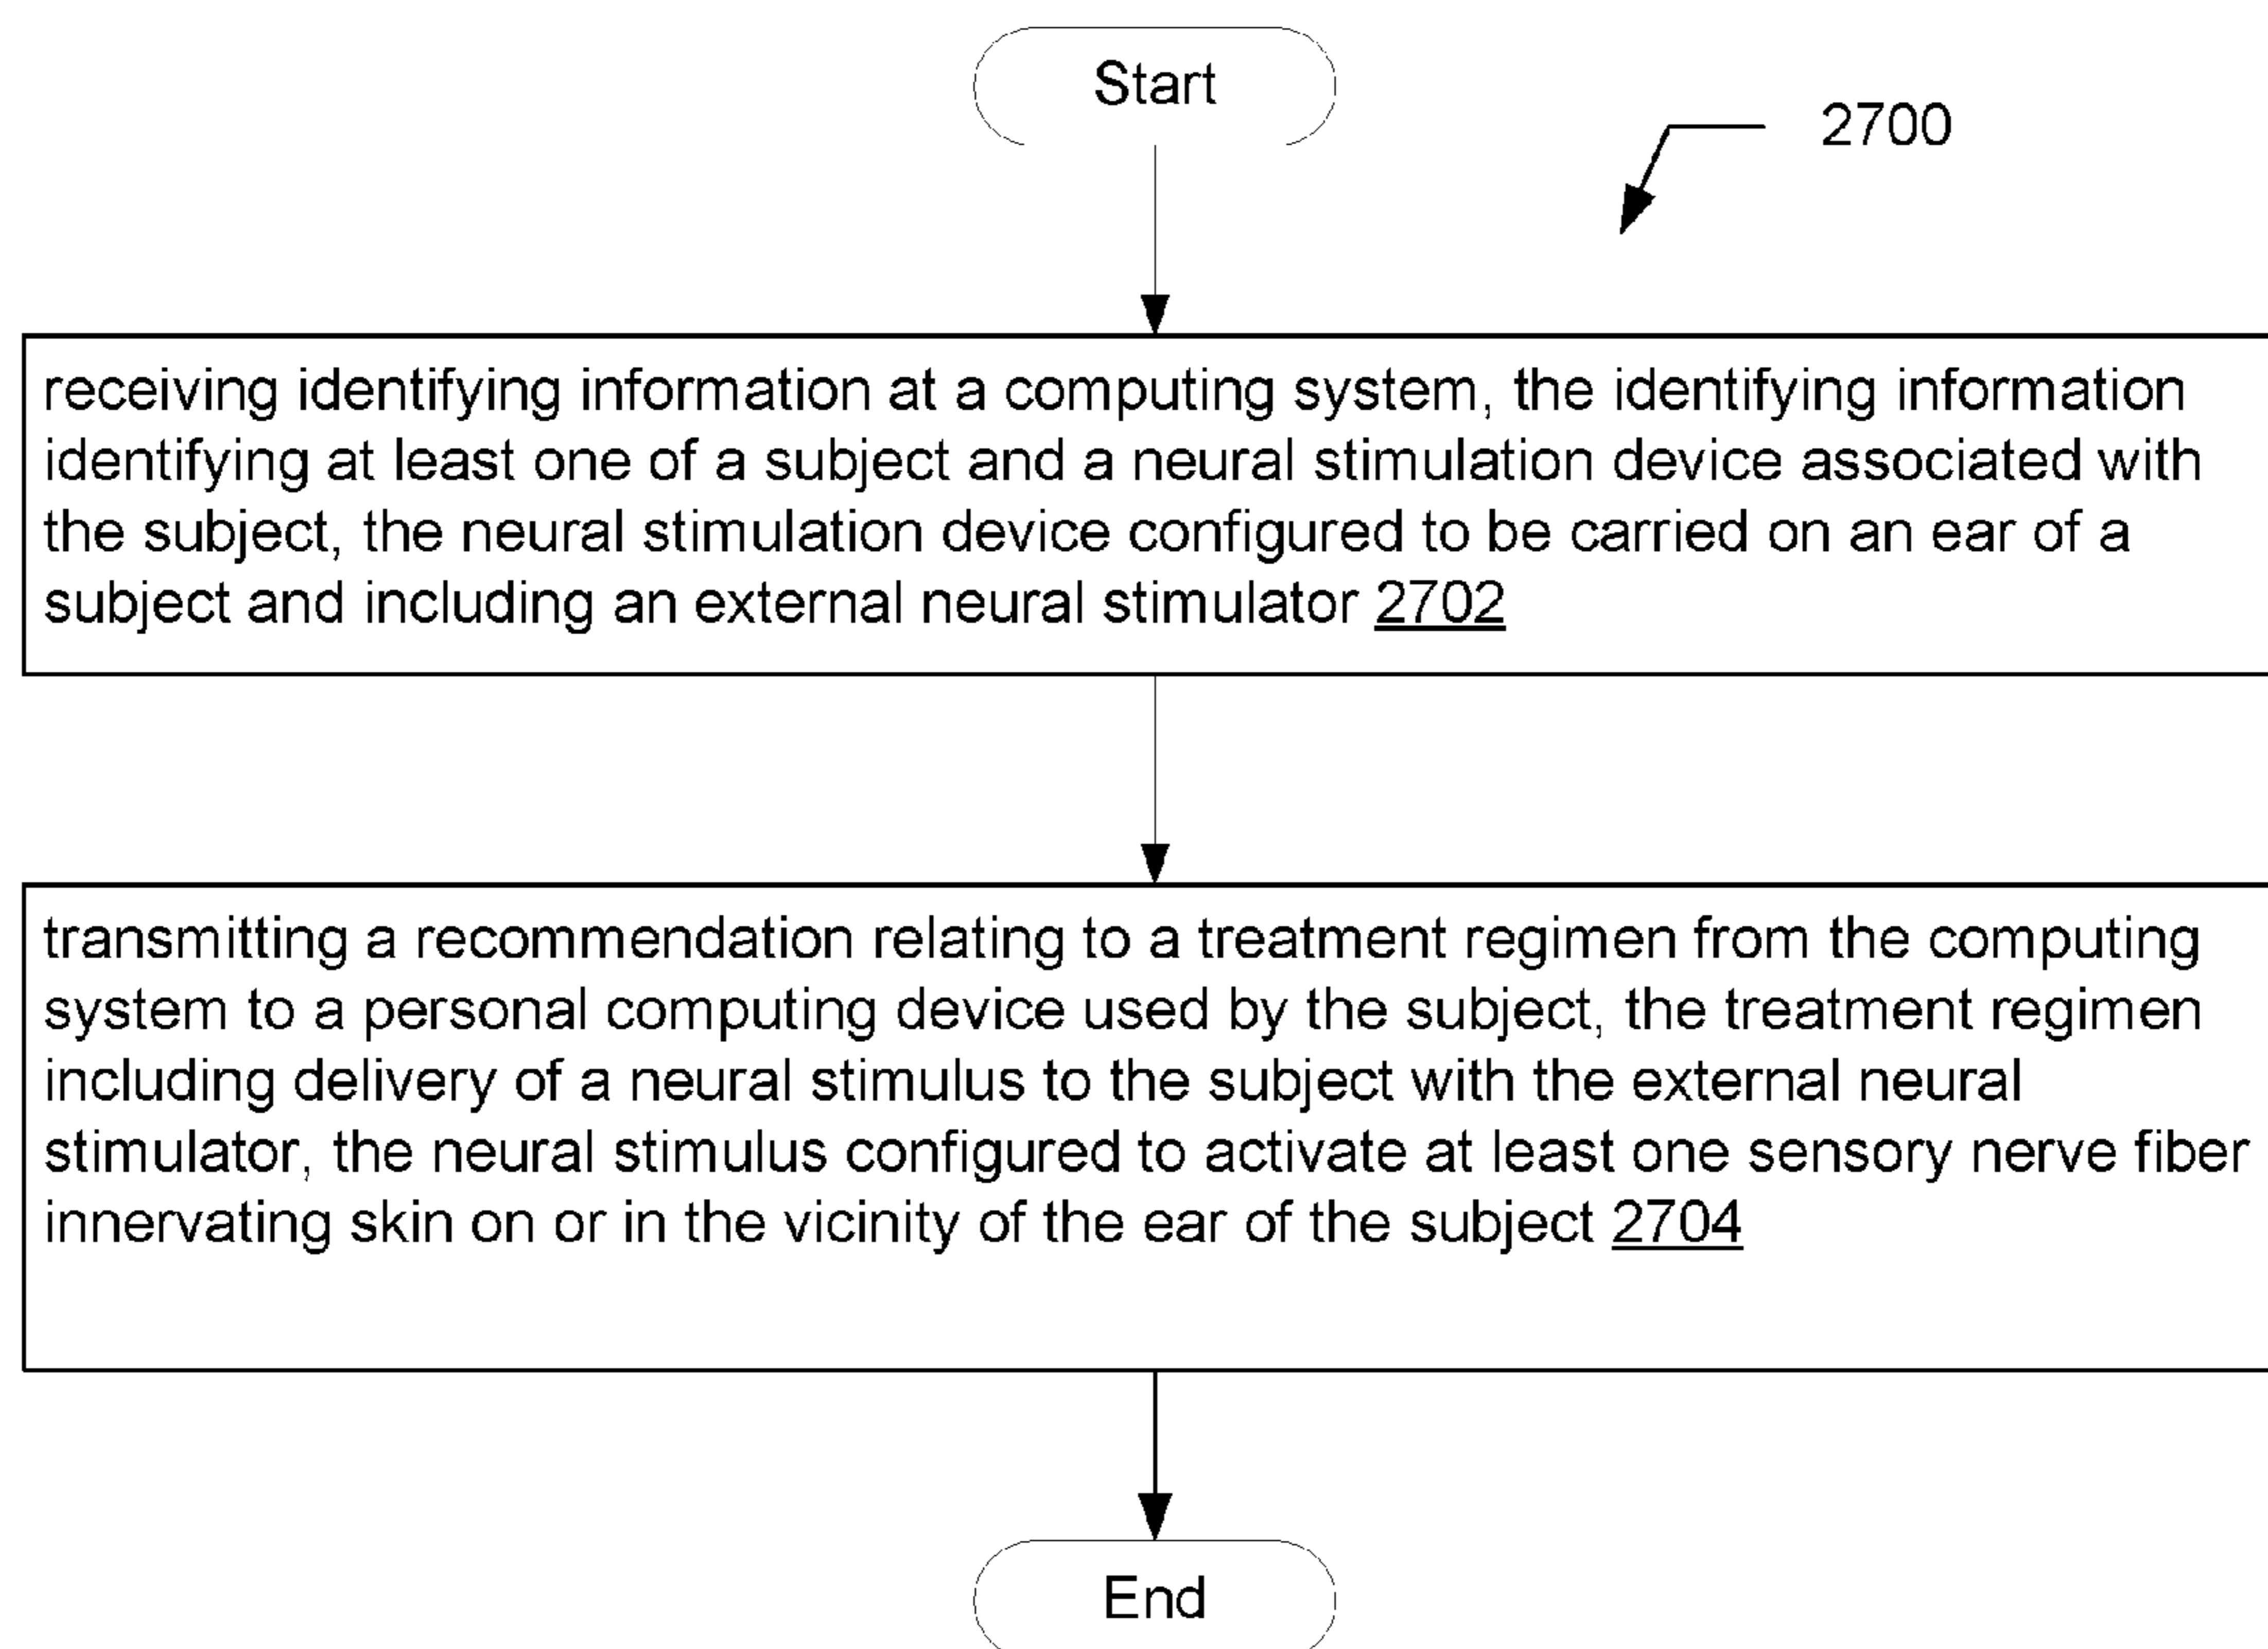 Start
2700
receiving identifying information at a computing system, the identifying information
identifying at least one of a subject and a neural stimulation device associated with
the subject, the neural stimulation device configured to be carried on an ear of a
subject and including an external neural stimulator 2702
transmitting a recommendation relating to a treatment regimen from the computing
system to a personal computing device used by the subject, the treatment regimen
including delivery of a neural stimulus to the subject with the external neural
stimulator, the neural stimulus configured to activate at least one sensory nerve fiber
innervating skin on or in the vicinity of the ear of the subject 2704
End